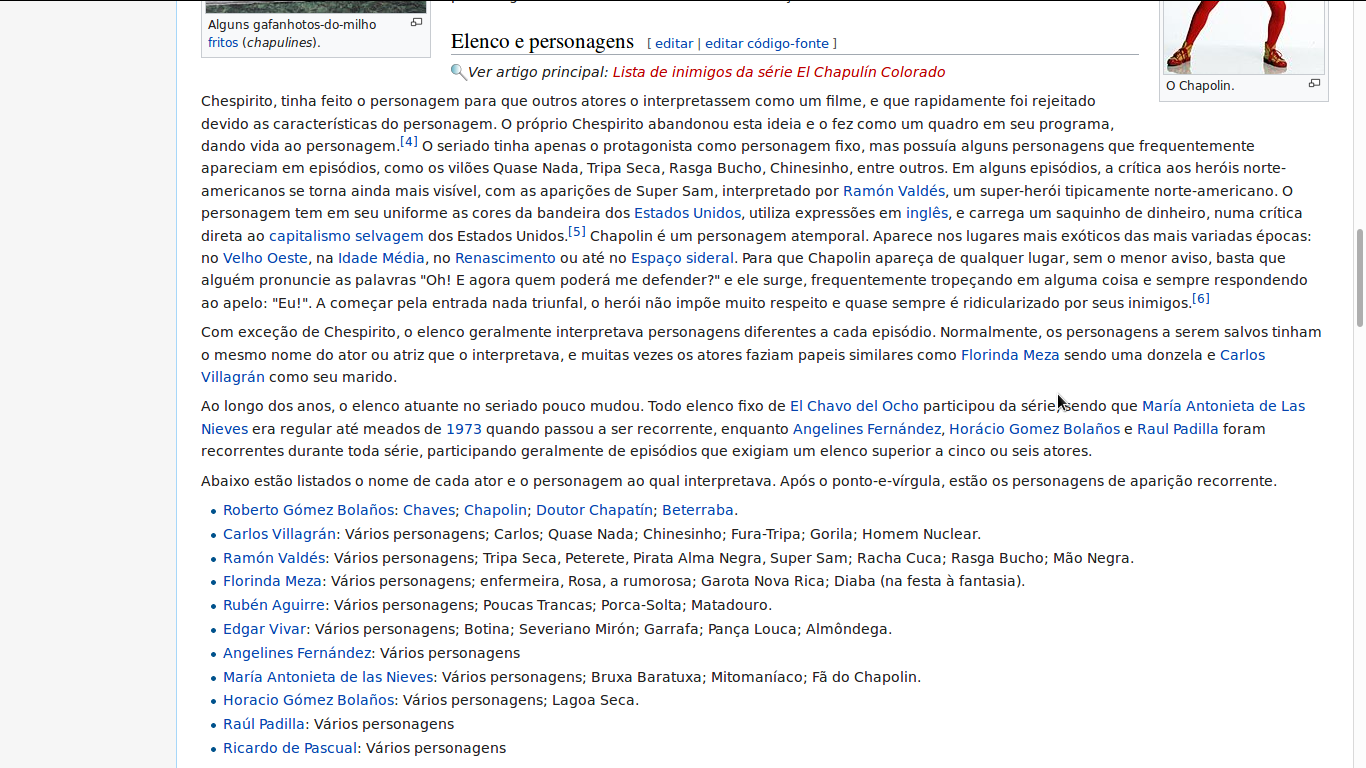 Alguns gafanhotos-do-milho
fritos (chapulines).
O Chapolin.
Elenco e personagens [ editar | editar código-fonte ]
Ver artigo principal: Lista de inimigos da série El Chapulín Colorado
Chespirito, tinha feito o personagem para que outros atores o interpretassem como um filme, e que rapidamente foi rejeitado
devido as características do personagem. O próprio Chespirito abandonou esta ideia e o fez como um quadro em seu programa,
dando vida ao personagem.[4] O seriado tinha apenas o protagonista como personagem fixo, mas possuía alguns personagens que frequentemente
apareciam em episódios, como os vilões Quase Nada, Tripa Seca, Rasga Bucho, Chinesinho, entre outros. Em alguns episódios, a crítica aos heróis norte-
americanos se torna ainda mais visível, com as aparições de Super Sam, interpretado por Ramón Valdés, um super-herói tipicamente norte-americano. O
personagem tem em seu uniforme as cores da bandeira dos Estados Unidos, utiliza expressões em inglês, e carrega um saquinho de dinheiro, numa crítica
direta ao capitalismo selvagem dos Estados Unidos.[5] Chapolin é um personagem atemporal. Aparece nos lugares mais exóticos das mais variadas épocas:
no Velho Oeste, na Idade Média, no Renascimento ou até no Espaço sideral. Para que Chapolin apareça de qualquer lugar, sem o menor aviso, basta que
alguém pronuncie as palavras "Oh! E agora quem poderá me defender?" e ele surge, frequentemente tropeçando em alguma coisa e sempre respondendo
ao apelo: "Eu!". A começar pela entrada nada triunfal, o herói não impõe muito respeito e quase sempre é ridicularizado por seus inimigos.[6]
Com exceção de Chespirito, o elenco geralmente interpretava personagens diferentes a cada episódio. Normalmente, os personagens a serem salvos tinham
o mesmo nome do ator ou atriz que o interpretava, e muitas vezes os atores faziam papeis similares como Florinda Meza sendo uma donzela e Carlos
Villagrán como seu marido.
Ao longo dos anos, o elenco atuante no seriado pouco mudou. Todo elenco fixo de El Chavo del Ocho participou da série, sendo que María Antonieta de Las
Nieves era regular até meados de 1973 quando passou a ser recorrente, enquanto Angelines Fernández, Horácio Gomez Bolaños e Raul Padilla foram
recorrentes durante toda série, participando geralmente de episódios que exigiam um elenco superior a cinco ou seis atores.
Abaixo estão listados o nome de cada ator e o personagem ao qual interpretava. Após o ponto-e-vírgula, estão os personagens de aparição recorrente.
• Roberto Gómez Bolaños: Chaves; Chapolin; Doutor Chapatín; Beterraba.
• Carlos Villagrán: Vários personagens; Carlos; Quase Nada; Chinesinho; Fura-Tripa; Gorila; Homem Nuclear.
• Ramón Valdés: Vários personagens; Tripa Seca, Peterete, Pirata Alma Negra, Super Sam; Racha Cuca; Rasga Bucho; Mão Negra.
• Florinda Meza: Vários personagens; enfermeira, Rosa, a rumorosa; Garota Nova Rica; Diaba (na festa à fantasia).
• Rubén Aguirre: Vários personagens; Poucas Trancas; Porca-Solta; Matadouro.
• Edgar Vivar: Vários personagens; Botina; Severiano Mirón; Garrafa; Pança Louca; Almôndega.
• Angelines Fernández: Vários personagens
• María Antonieta de las Nieves: Vários personagens; Bruxa Baratuxa; Mitomaníaco; Fã do Chapolin.
• Horacio Gómez Bolaños: Vários personagens; Lagoa Seca.
• Raúl Padilla: Vários personagens
• Ricardo de Pascual: Vários personagens